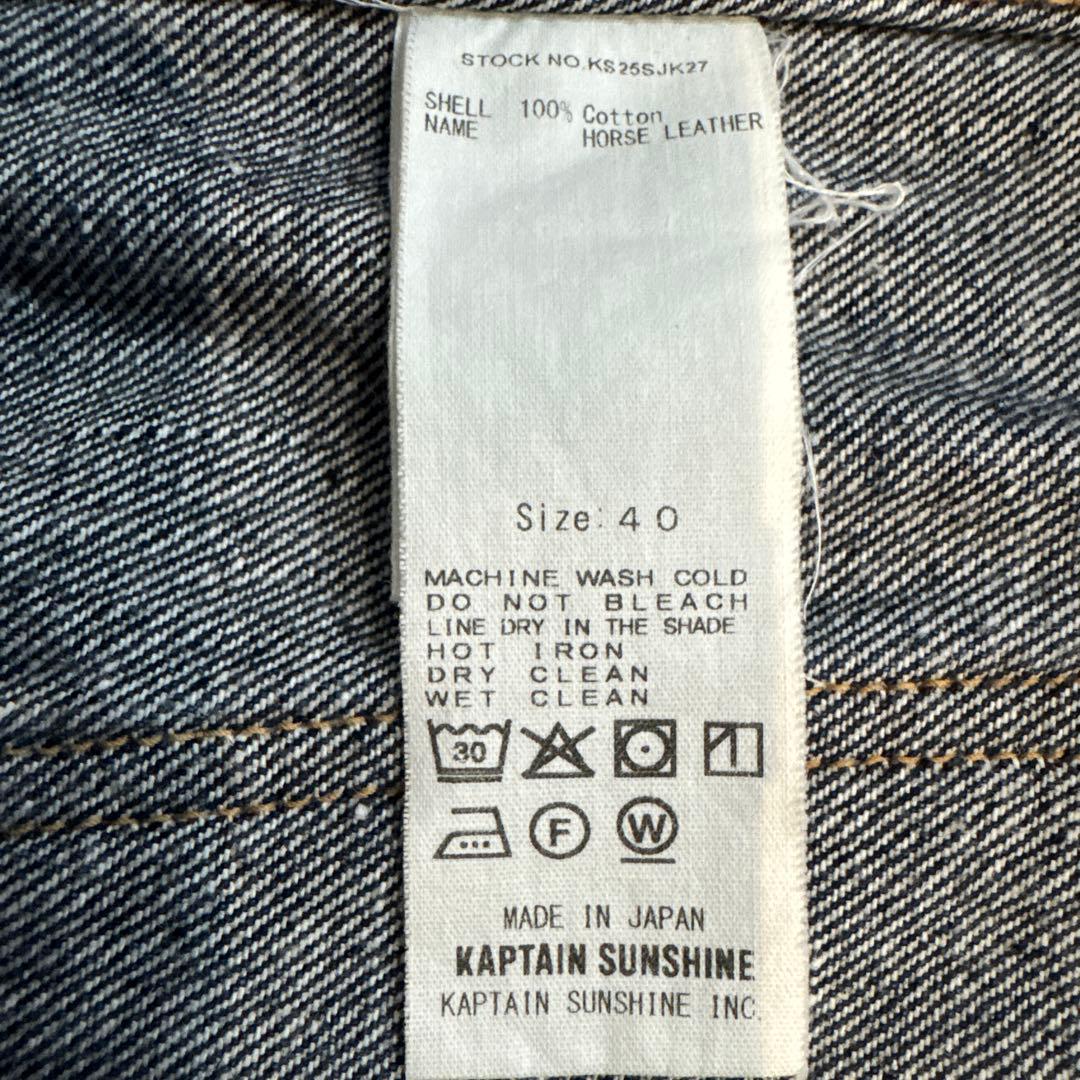 STOCK NO.KS25SJK27
SHELL 100% Cotton
NAME HORSE LEATHER
Size:40
MACHINE WASH COLD
DO NOT BLEACH
LINE DRY IN THE SHADE
HOT IRON
DRY CLEAN
WET CLEAN
30
F W
MADE IN JAPAN
KAPTAIN SUNSHINE
KAPTAIN SUNSHINE INC.